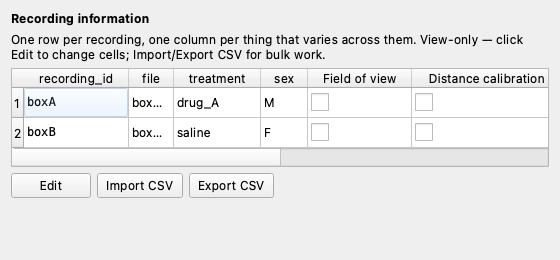 Recording information
One row per recording, one column per thing that varies across them. View-only — click
Edit to change cells; Import/Export CSV for bulk work.
recording_id file treatment sex Field of view Distance calibration
1 boxA box... drug_A M
2 boxB box... saline F
Edit Import CSV Export CSV